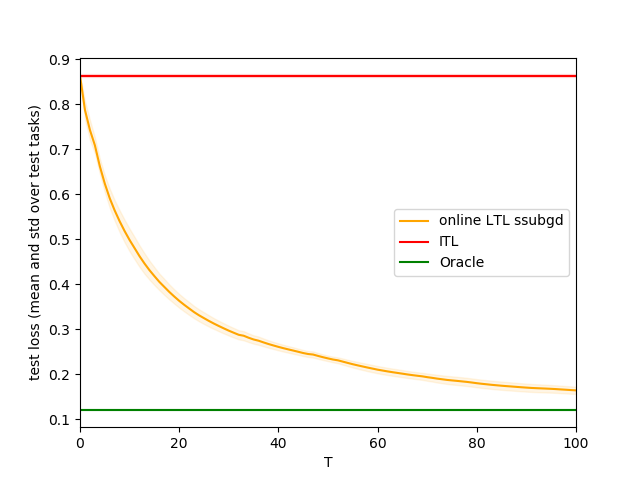 0.9
0.8
0.7
0.6
0.5
0.4
0.3
0.2
0.1
test loss (mean and std over test tasks)
online LTL ssubgd
ITL
Oracle
0 20 40 60 80 100
T